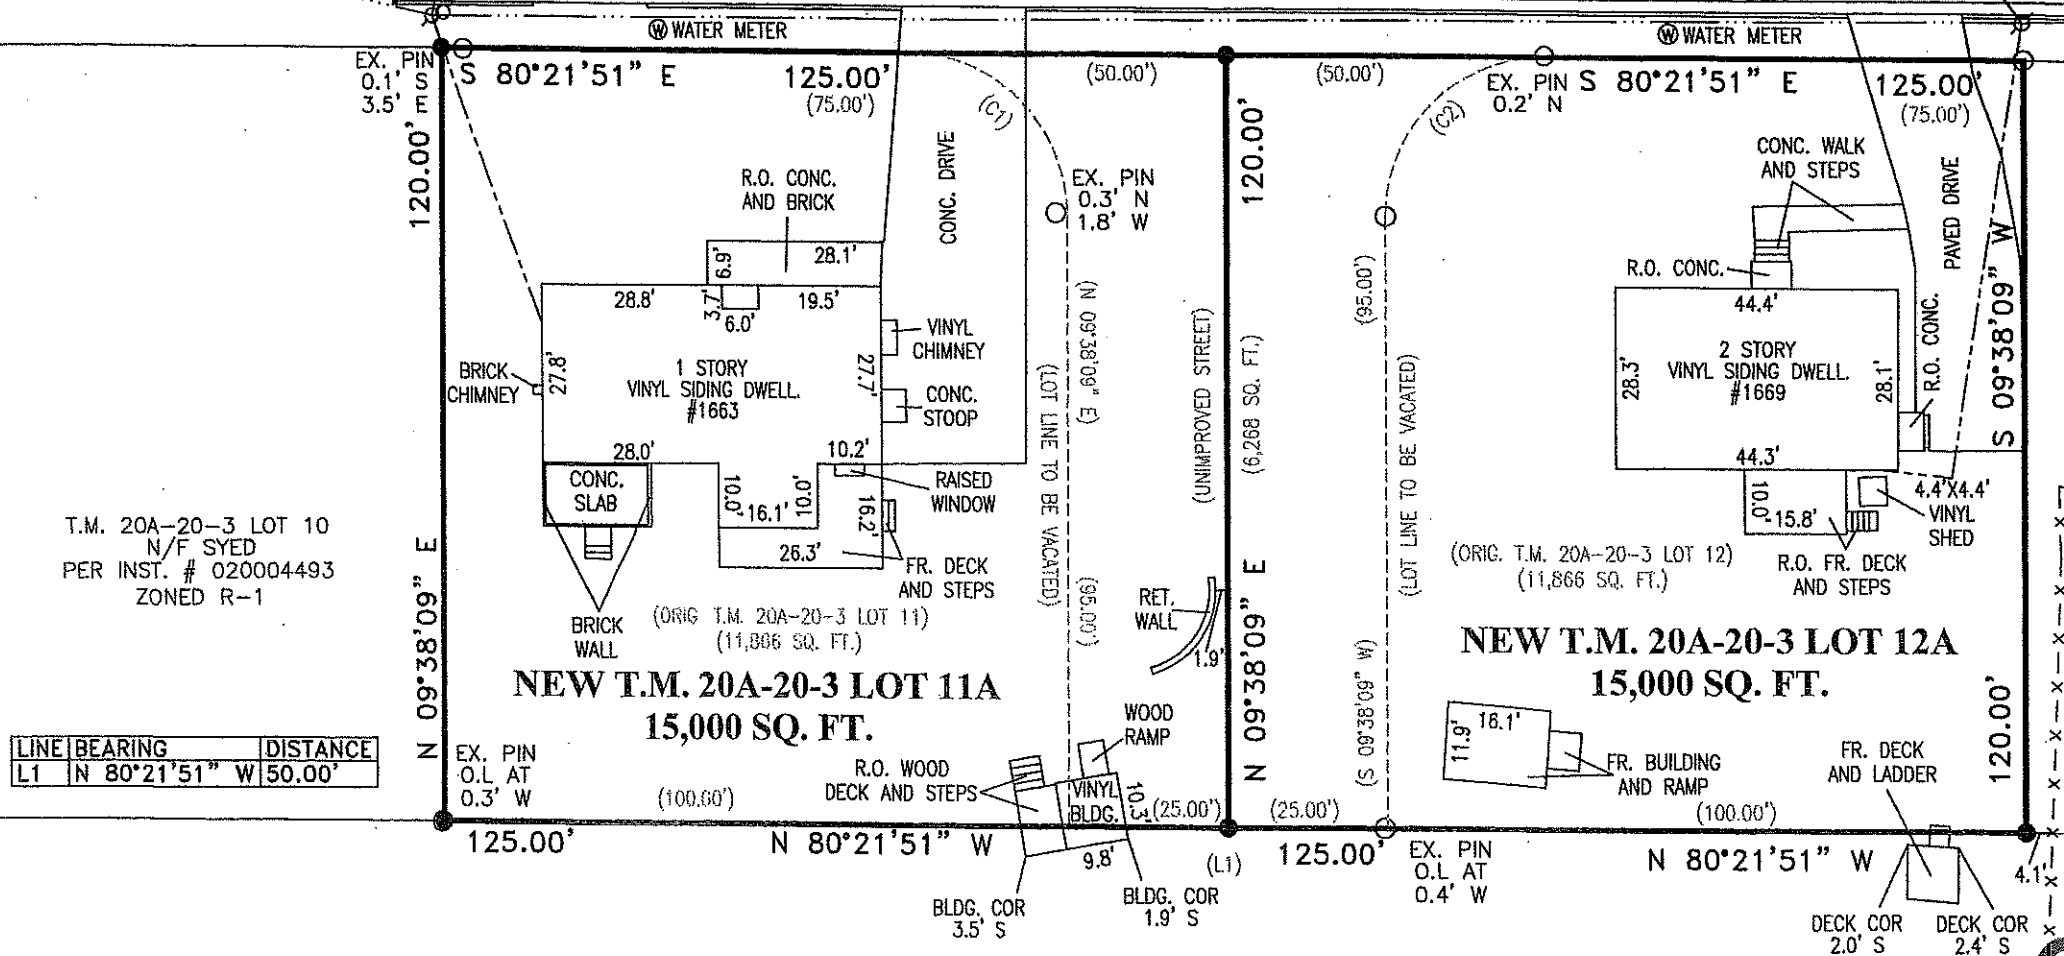 Ⓦ WATER METER
Ⓦ WATER METER
EX. PIN
0.1' S
3.5' E
S 80°21'51" E
125.00'
(75.00')
(50.00')
(50.00')
EX. PIN
0.2' N
S 80°21'51" E
125.00'
(75.00')
120.00'
(C1)
120.00'
(C2)
CONC. DRIVE
R.O. CONC.
AND BRICK
EX. PIN
0.3' N
1.8' W
CONC. WALK
AND STEPS
PAVED DRIVE
6.9'
28.1'
28.8'
3.7'
6.0'
19.5'
R.O. CONC.
44.4'
VINYL
CHIMNEY
BRICK
CHIMNEY
27.8'
1 STORY
VINYL SIDING DWELL.
#1663
27.7'
CONC.
STOOP
(N 09°38'09" E)
(LOT LINE TO BE VACATED)
(95.00')
(UNIMPROVED STREET)
(6,268 SQ. FT.)
(95.00')
(LOT LINE TO BE VACATED)
(S 09°38'09" W)
28.3'
2 STORY
VINYL SIDING DWELL.
#1669
28.1'
R.O. CONC.
S 09°38'09" W
28.0'
10.2'
CONC.
SLAB
10.0'
16.1'
10.0'
16.2'
RAISED
WINDOW
26.3'
FR. DECK
AND STEPS
44.3'
10.0'
15.8'
4.4'X4.4'
VINYL
SHED
R.O. FR. DECK
AND STEPS
T.M. 20A-20-3 LOT 10
N/F SYED
PER INST. # 020004493
ZONED R-1
N 09°38'09" E
BRICK
WALL
(ORIG T.M. 20A-20-3 LOT 11)
(11,866 SQ. FT.)
NEW T.M. 20A-20-3 LOT 11A
15,000 SQ. FT.
RET.
WALL
1.9'
N 09°38'09" E
(ORIG. T.M. 20A-20-3 LOT 12)
(11,866 SQ. FT.)
NEW T.M. 20A-20-3 LOT 12A
15,000 SQ. FT.
120.00'
LINE BEARING DISTANCE
L1 N 80°21'51" W 50.00'
EX. PIN
O.L AT
0.3' W
(100.00')
R.O. WOOD
DECK AND STEPS
WOOD
RAMP
VINYL
BLDG.
10.3'
(25.00')
(25.00')
11.9'
16.1'
FR. BUILDING
AND RAMP
FR. DECK
AND LADDER
(100.00')
125.00'
N 80°21'51" W
9.8'
(L1)
125.00'
EX. PIN
O.L AT
0.4' W
N 80°21'51" W
4.1'
BLDG. COR
3.5' S
BLDG. COR
1.9' S
DECK COR
2.0' S
DECK COR
2.4' S